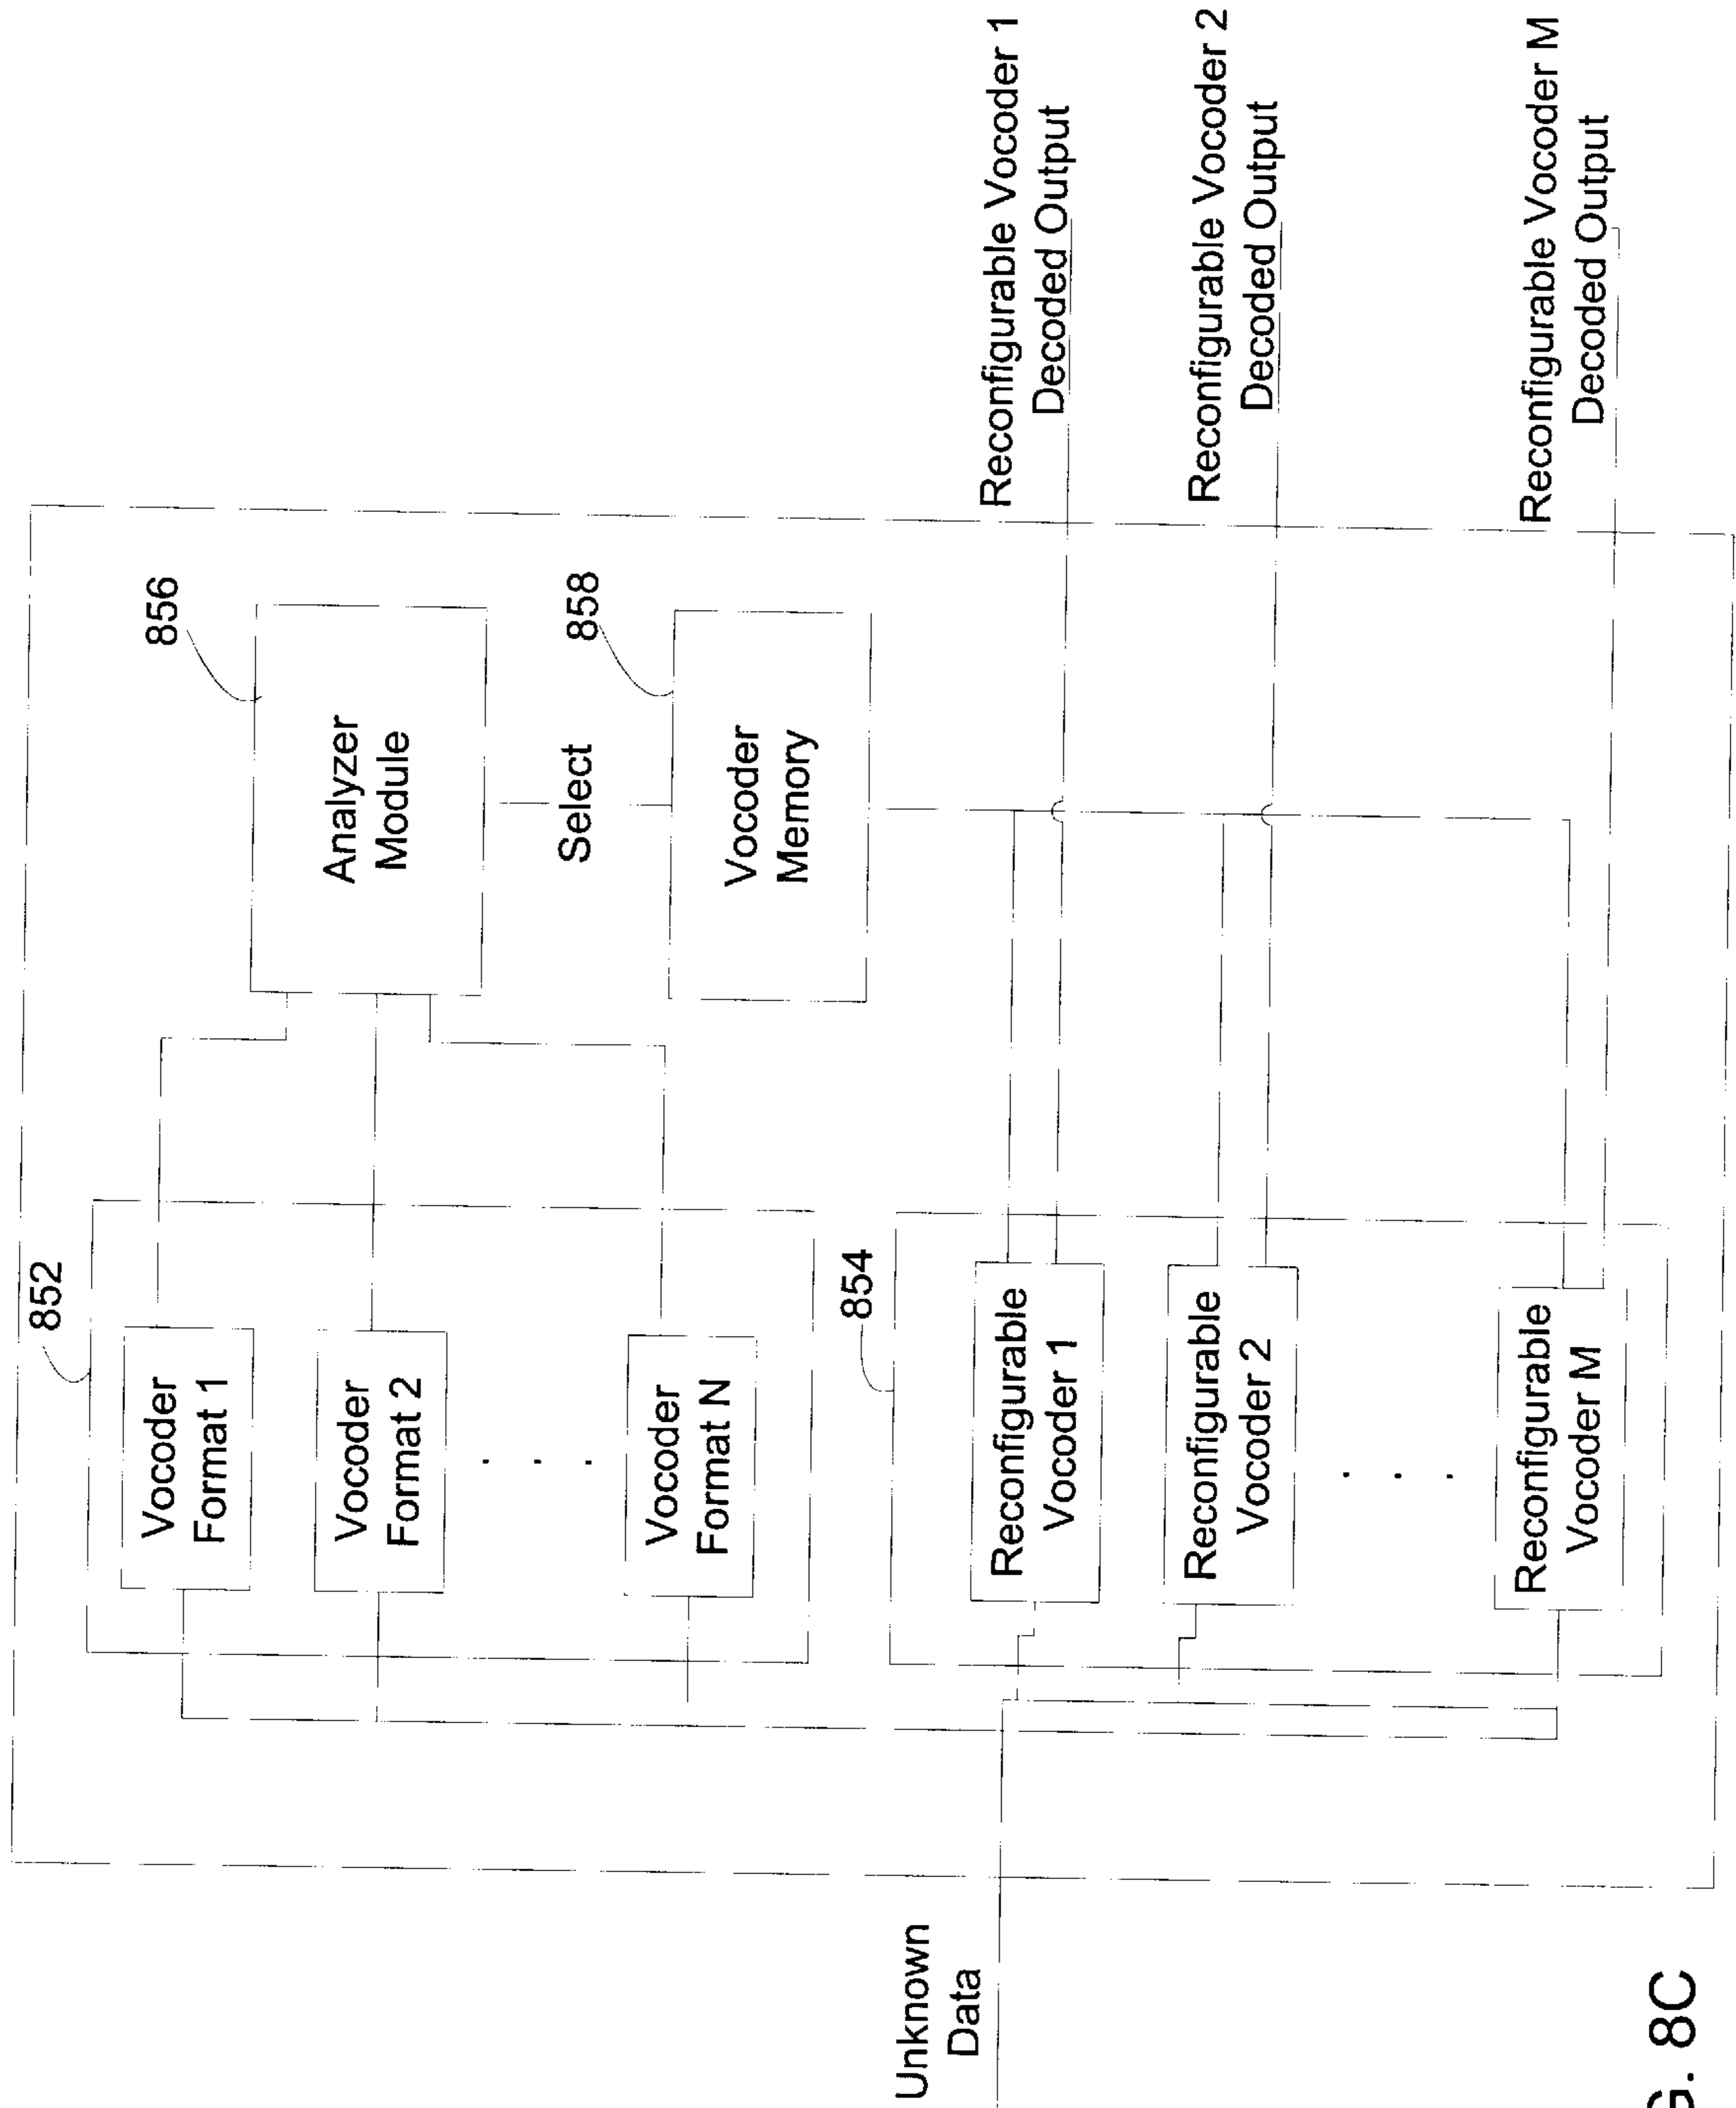 Unknown
Data
852
Vocoder
Format 1
Vocoder
Format 2
. . .
Vocoder
Format N
854
Reconfigurable
Vocoder 1
Reconfigurable
Vocoder 2
. . .
Reconfigurable
Vocoder M
856
Analyzer
Module
Select
858
Vocoder
Memory
Reconfigurable Vocoder 1
Decoded Output
Reconfigurable Vocoder 2
Decoded Output
Reconfigurable Vocoder M
Decoded Output
G. 8C